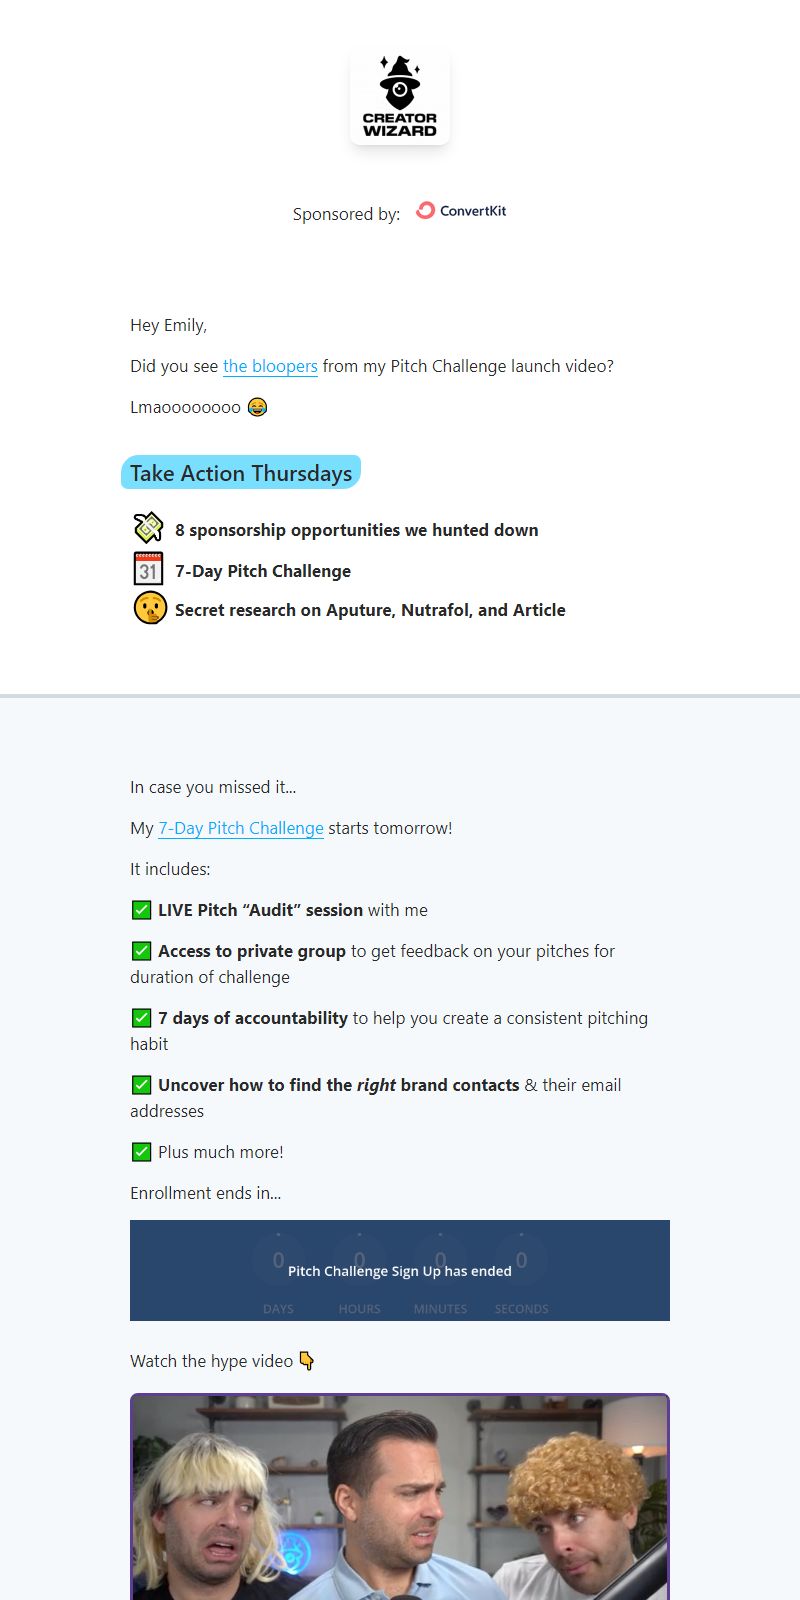 CREATOR
WIZARD
Sponsored by: ConvertKit
Hey Emily,
Did you see the bloopers from my Pitch Challenge launch video?
Lmaoooooooo 😂
Take Action Thursdays
💸 8 sponsorship opportunities we hunted down
31 7-Day Pitch Challenge
🤫 Secret research on Aputure, Nutrafol, and Article
In case you missed it...
My 7-Day Pitch Challenge starts tomorrow!
It includes:
✅ LIVE Pitch “Audit” session with me
✅ Access to private group to get feedback on your pitches for
duration of challenge
✅ 7 days of accountability to help you create a consistent pitching
habit
✅ Uncover how to find the right brand contacts & their email
addresses
✅ Plus much more!
Enrollment ends in...
0 0 0 0
Pitch Challenge Sign Up has ended
DAYS HOURS MINUTES SECONDS
Watch the hype video 👇